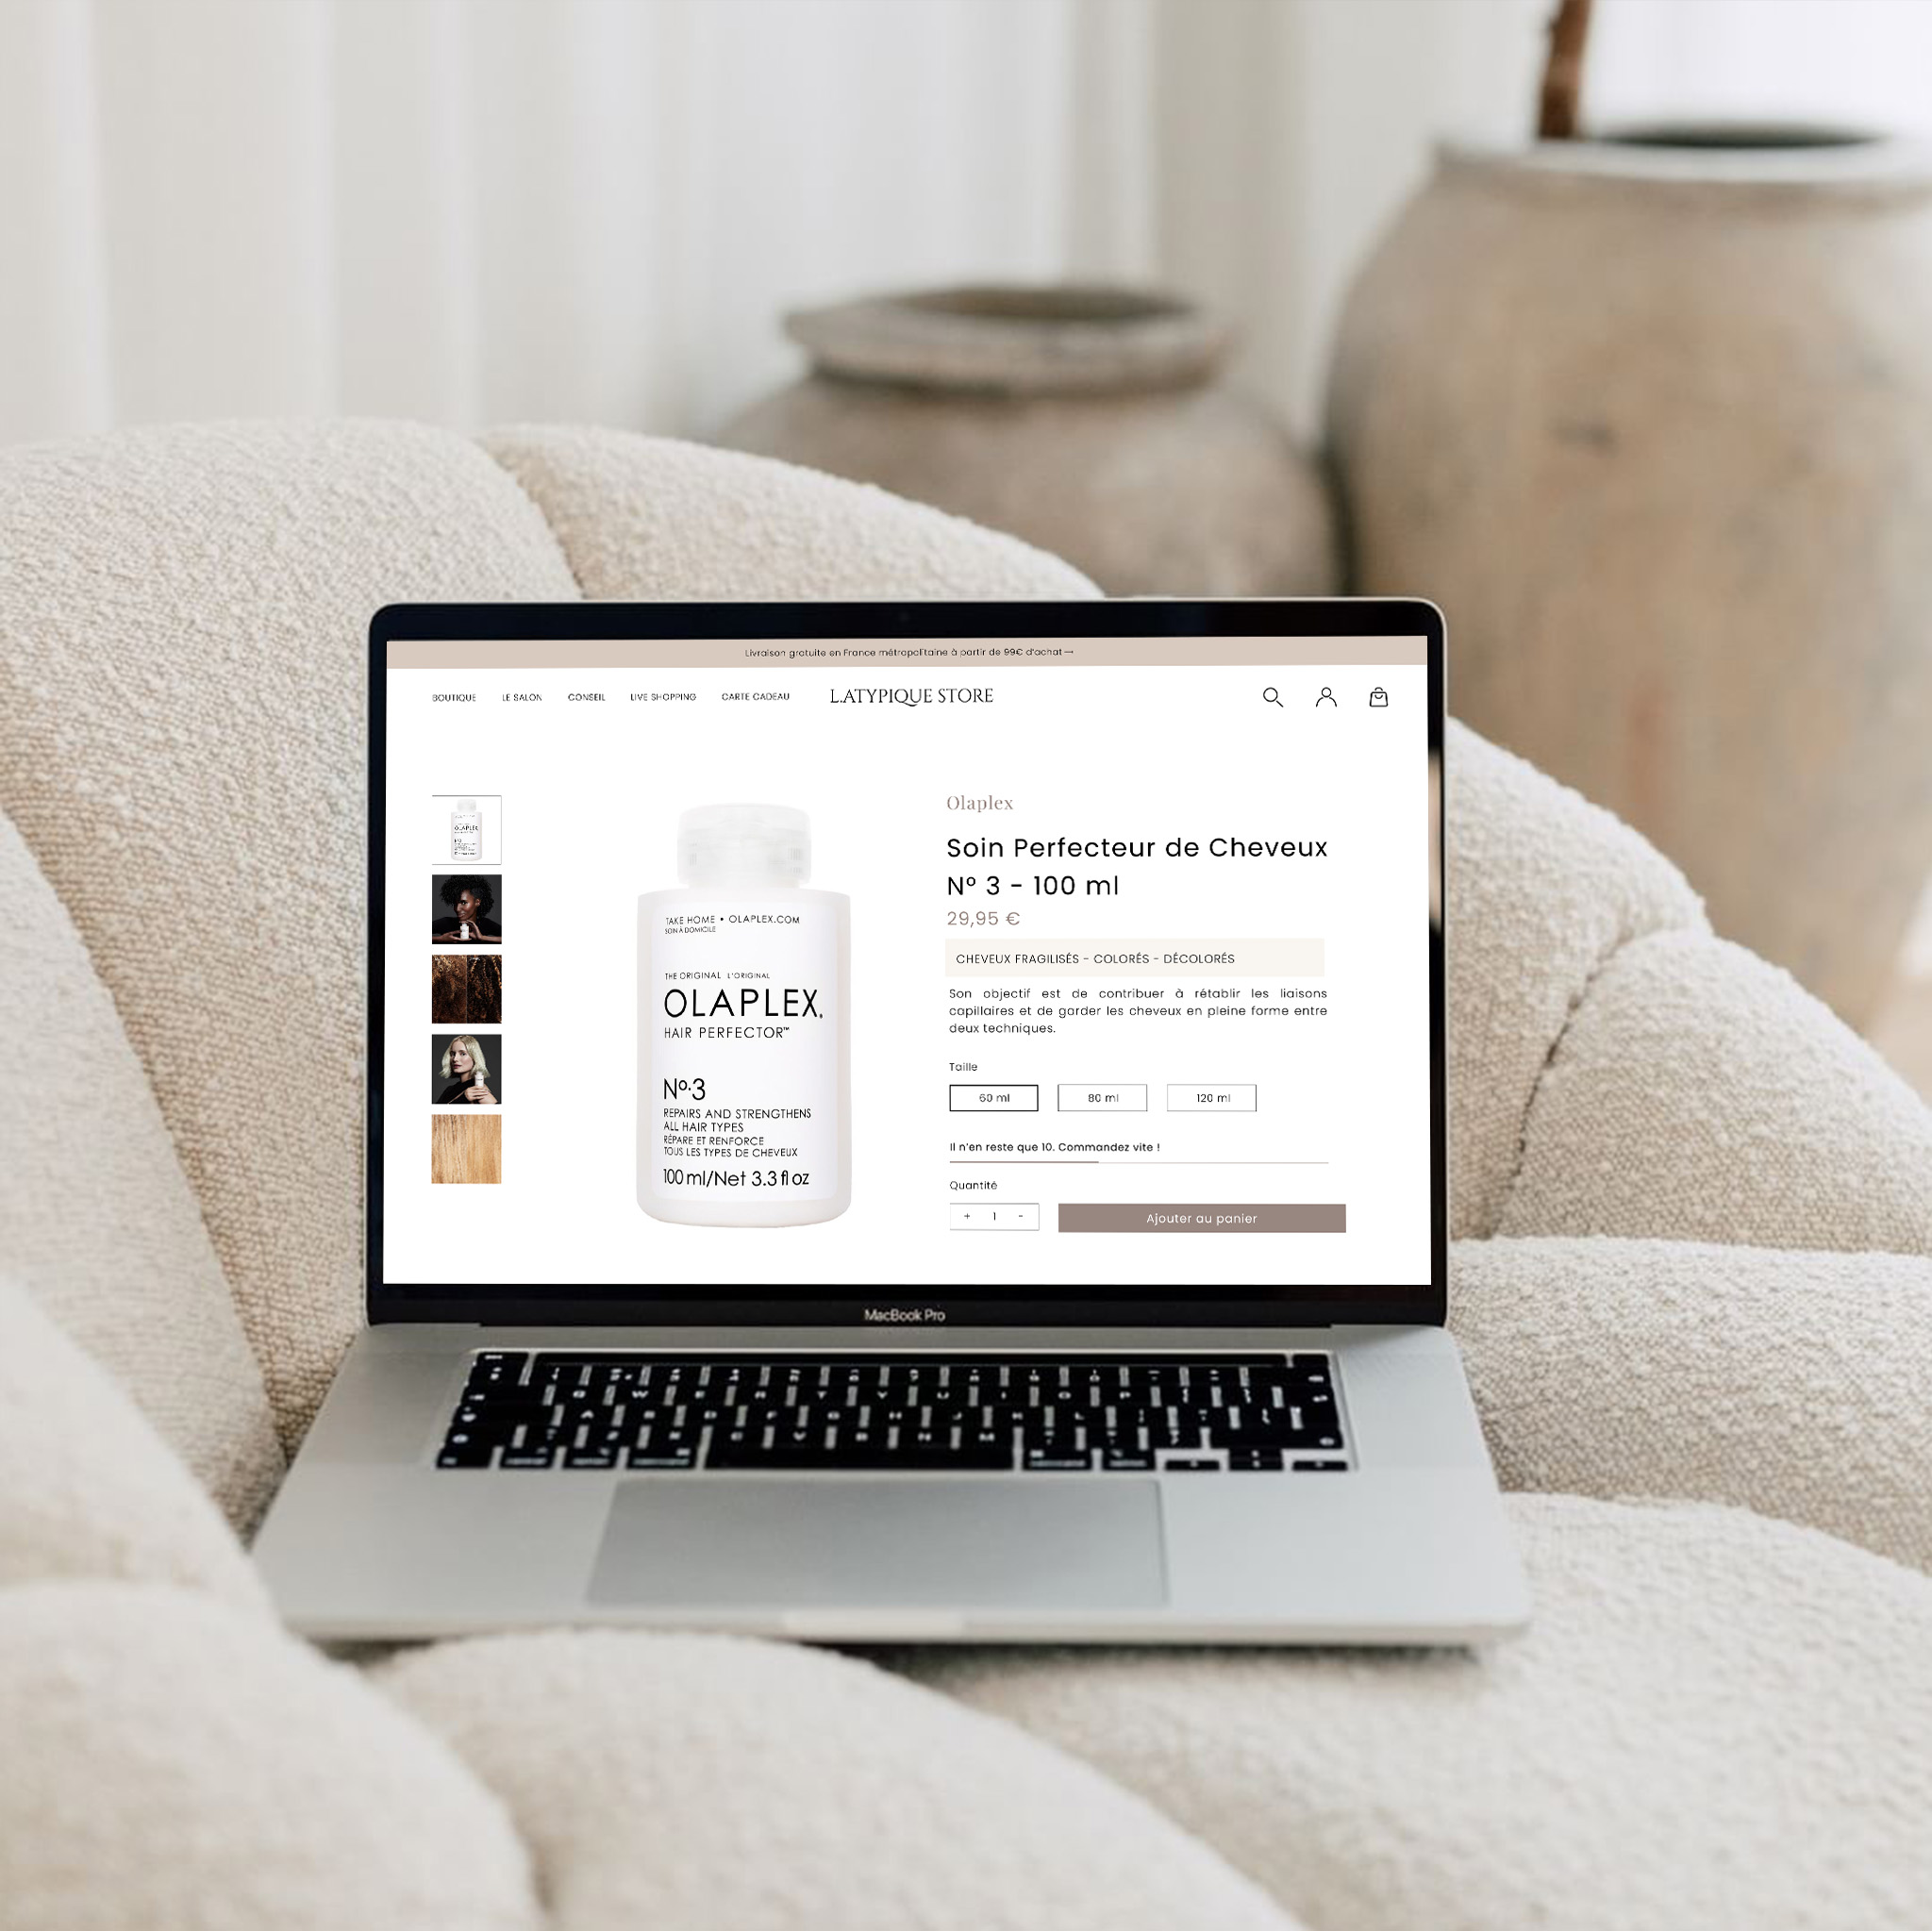 Livraison gratuite en France métropolitaine à partir de 99€ d'achat →
BOUTIQUE LE SALON CONSEIL LIVE SHOPPING CARTE CADEAU L.ATYPIQUE STORE
TAKE HOME • OLAPLEX.COM
SOIN À DOMICILE
THE ORIGINAL L'ORIGINAL
OLAPLEX.
HAIR PERFECTOR™
Nº.3
REPAIRS AND STRENGTHENS
ALL HAIR TYPES
RÉPARE ET RENFORCE
TOUS LES TYPES DE CHEVEUX
100 ml/Net 3.3 fl oz
Olaplex
Soin Perfecteur de Cheveux
Nº 3 - 100 ml
29,95 €
CHEVEUX FRAGILISÉS - COLORÉS - DÉCOLORÉS
Son objectif est de contribuer à rétablir les liaisons
capillaires et de garder les cheveux en pleine forme entre
deux techniques.
Taille
60 ml 80 ml 120 ml
Il n'en reste que 10. Commandez vite !
Quantité
+ 1 - Ajouter au panier
MacBook Pro